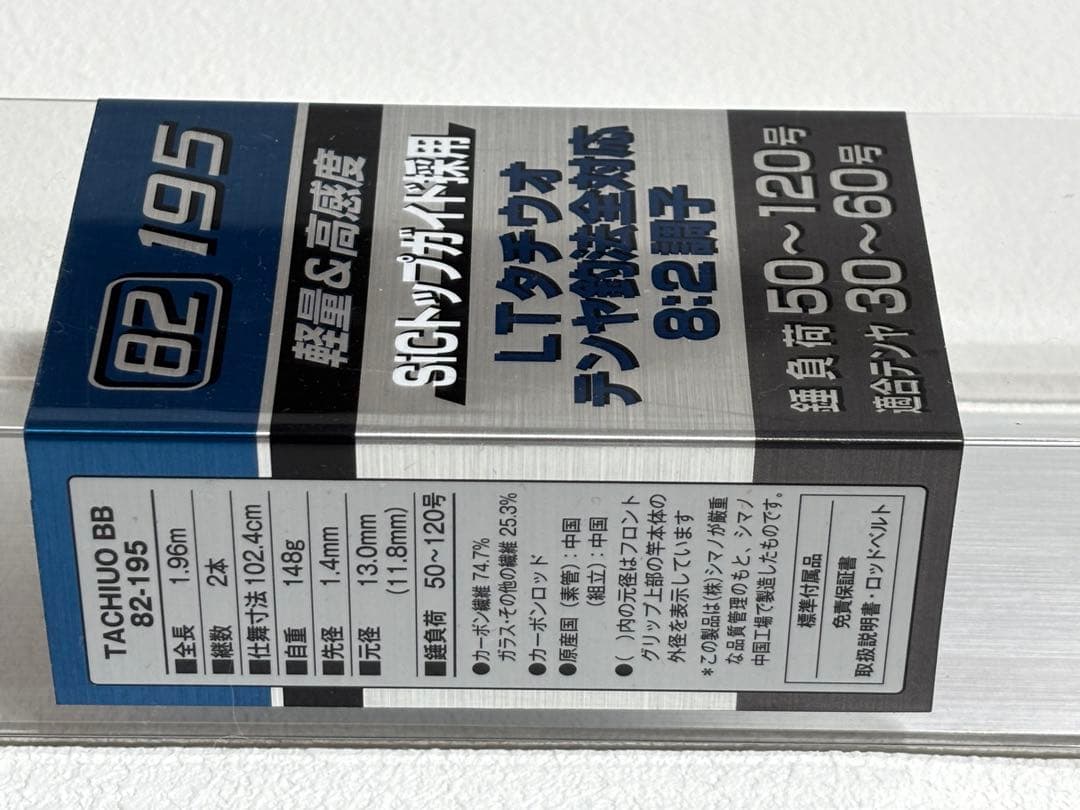 82 195
軽量&高感度
SiCトップガイド採用
LTタチウオ
テンヤ釣法全対応
8:2調子
錘負荷 50〜120号
適合テンヤ 30〜60号
TACHIUO BB
82-195
■全長 1.96m
■継数 2本
■仕舞寸法 102.4cm
■自重 148g
■先径 1.4mm
■元径 13.0mm
(11.8mm)
■錘負荷 50〜120号
●カーボン繊維 74.7%
ガラス・その他の繊維 25.3%
●カーボンロッド
●原産国 (素管):中国
(組立):中国
●( )内の元径はフロント
グリップ上部の竿本体の
外径を表示しています
*この製品は(株)シマノが厳重
な品質管理のもと、シマノ
中国工場で製造したものです。
標準付属品
免責保証書
取扱説明書・ロッドベルト